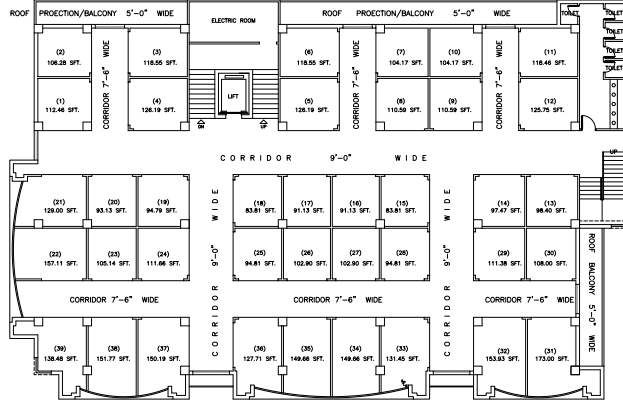 ROOF PROECTION/BALCONY 5'-0" WIDE
ELECTRIC ROOM
ROOF PROJECTION/BALCONY 5'-0" WIDE
TOILET
TOILET
TOILET
TOILET
TOILET
(2)
106.28 SFT.
CORRIDOR 7'-6" WIDE
(3)
118.55 SFT.
(6)
118.55 SFT.
CORRIDOR 7'-6" WIDE
(7)
104.17 SFT.
(10)
104.17 SFT.
CORRIDOR 7'-6" WIDE
(11)
118.46 SFT.
(1)
112.46 SFT.
(4)
126.19 SFT.
LIFT
DN
UP
(5)
126.19 SFT.
(8)
110.59 SFT.
(9)
110.59 SFT.
(12)
125.75 SFT.
UP
CORRIDOR 9'-0" WIDE
(21)
129.00 SFT.
(20)
93.13 SFT.
(19)
94.79 SFT.
CORRIDOR 9'-0" WIDE
(18)
83.81 SFT.
(17)
91.13 SFT.
(16)
91.13 SFT.
(15)
83.81 SFT.
CORRIDOR 9'-0" WIDE
(14)
97.47 SFT.
(13)
98.40 SFT.
(22)
157.11 SFT.
(23)
105.14 SFT.
(24)
111.66 SFT.
(25)
94.81 SFT.
(26)
102.90 SFT.
(27)
102.90 SFT.
(28)
94.81 SFT.
(29)
111.38 SFT.
(30)
108.00 SFT.
ROOF BALCONY 5'-0" WIDE
CORRIDOR 7'-6" WIDE
CORRIDOR 7'-6" WIDE
CORRIDOR 7'-6" WIDE
(39)
138.48 SFT.
(38)
151.77 SFT.
(37)
150.19 SFT.
(36)
127.71 SFT.
(35)
149.66 SFT.
(34)
149.66 SFT.
(33)
131.45 SFT.
(32)
153.93 SFT.
(31)
173.00 SFT.